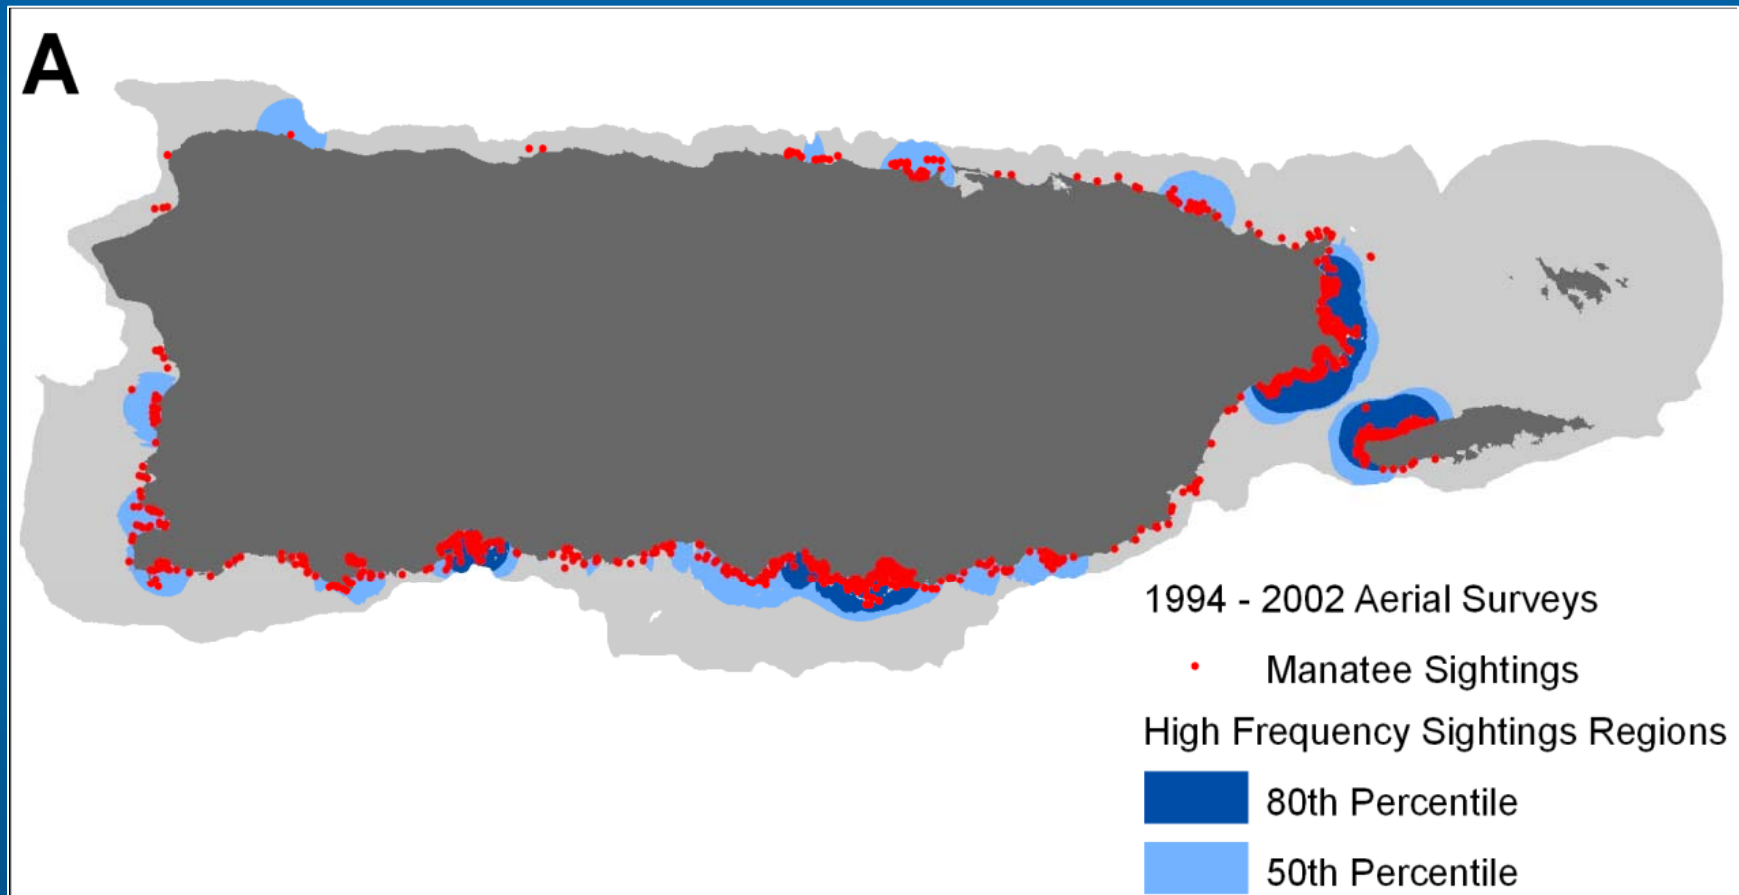 A
1994 - 2002 Aerial Surveys
Manatee Sightings
High Frequency Sightings Regions
80th Percentile
50th Percentile